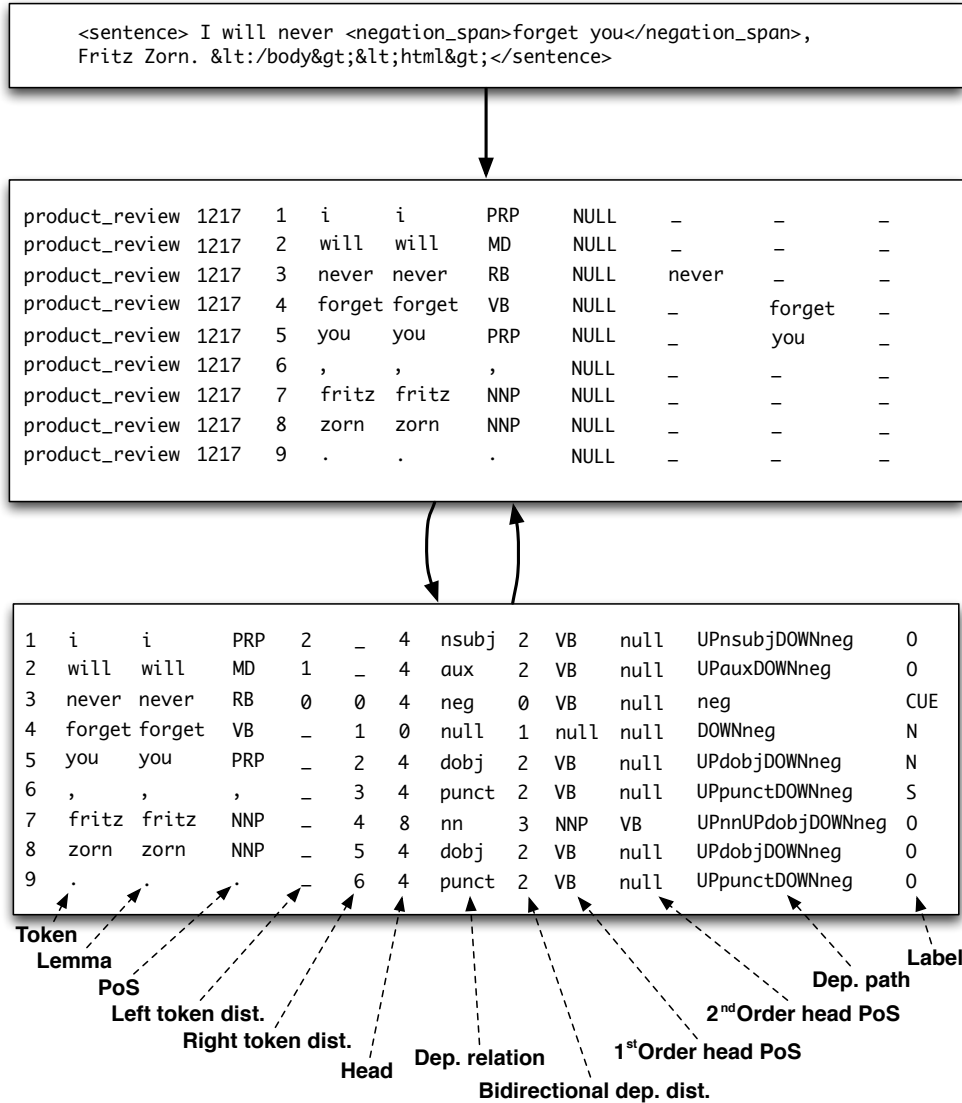 <sentence> I will never <negation_span>forget you</negation_span>,
Fritz Zorn. &lt:/body&gt;&lt;html&gt;</sentence>
product_review 1217 1 i i PRP NULL _ _ _
product_review 1217 2 will will MD NULL _ _ _
product_review 1217 3 never never RB NULL never _ _
product_review 1217 4 forget forget VB NULL _ forget _
product_review 1217 5 you you PRP NULL _ you _
product_review 1217 6 , , , NULL _ _ _
product_review 1217 7 fritz fritz NNP NULL _ _ _
product_review 1217 8 zorn zorn NNP NULL _ _ _
product_review 1217 9 . . . NULL _ _ _
1 i i PRP 2 _ 4 nsubj 2 VB null UPnsubjDOWNneg O
2 will will MD 1 _ 4 aux 2 VB null UPauxDOWNneg O
3 never never RB 0 0 4 neg 0 VB null neg CUE
4 forget forget VB _ 1 0 null 1 null null DOWNneg N
5 you you PRP _ 2 4 dobj 2 VB null UPdobjDOWNneg N
6 , , , _ 3 4 punct 2 VB null UPpunctDOWNneg S
7 fritz fritz NNP _ 4 8 nn 3 NNP VB UPnnUPdobjDOWNneg O
8 zorn zorn NNP _ 5 4 dobj 2 VB null UPdobjDOWNneg O
9 . . . _ 6 4 punct 2 VB null UPpunctDOWNneg O
Token
Lemma
PoS
Left token dist.
Right token dist.
Head
Dep. relation
Bidirectional dep. dist.
1st Order head PoS
2nd Order head PoS
Dep. path
Label